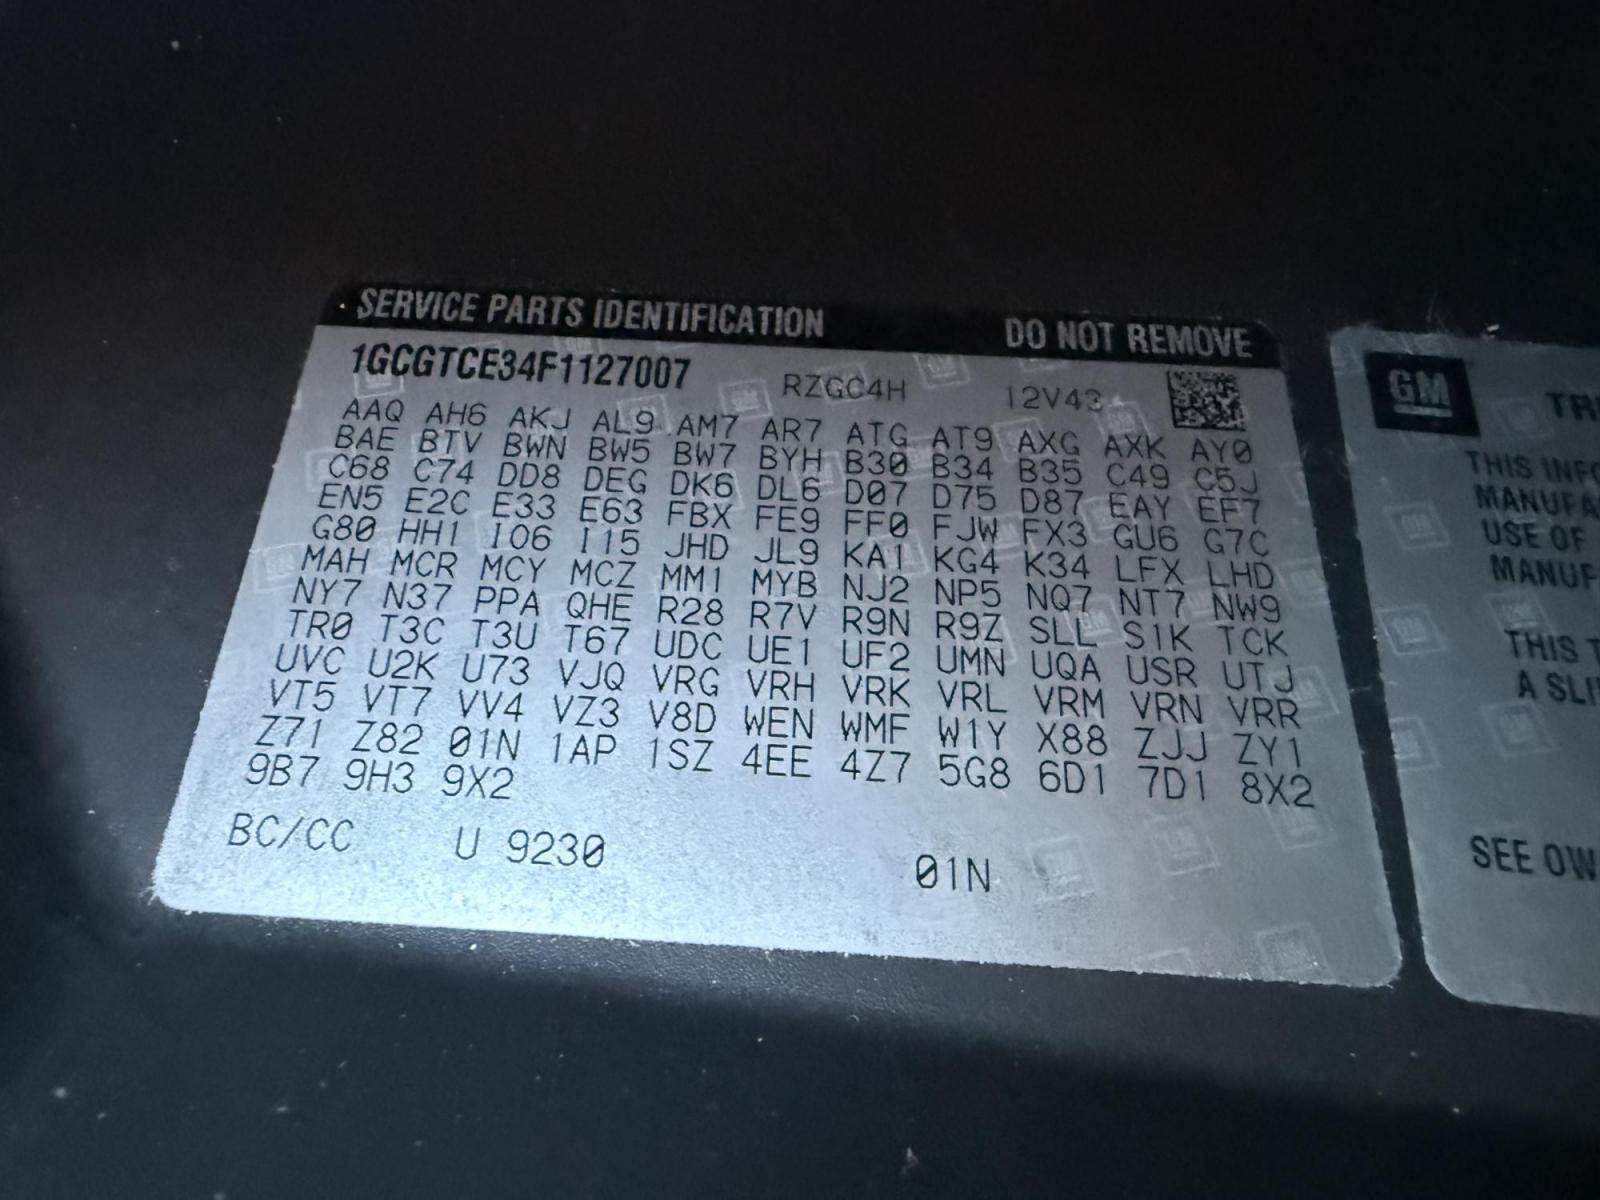 SERVICE PARTS IDENTIFICATION DO NOT REMOVE
1GCGTCE34F1127007 RZGC4H 12V43
AAQ AH6 AKJ AL9 AM7 AR7 ATG AT9 AXG AXK AY0
BAE BTV BWN BW5 BW7 BYH B30 B34 B35 C49 C5J
C68 C74 DD8 DEG DK6 DL6 D07 D75 D87 EAY EF7
EN5 E2C E33 E63 FBX FE9 FF0 FJW FX3 GU6 G7C
G80 HH1 I06 I15 JHD JL9 KA1 KG4 K34 LFX LHD
MAH MCR MCY MCZ MM1 MYB NJ2 NP5 NQ7 NT7 NW9
NY7 N37 PPA QHE R28 R7V R9N R9Z SLL S1K TCK
TR0 T3C T3U T67 UDC UE1 UF2 UMN UQA USR UTJ
UVC U2K U73 VJQ VRG VRH VRK VRL VRM VRN VRR
VT5 VT7 VV4 VZ3 V8D WEN WMF W1Y X88 ZJJ ZY1
Z71 Z82 01N 1AP 1SZ 4EE 4Z7 5G8 6D1 7D1 8X2
9B7 9H3 9X2
BC/CC U 9230 01N
GM
THIS
USE OF
THIS
SEE